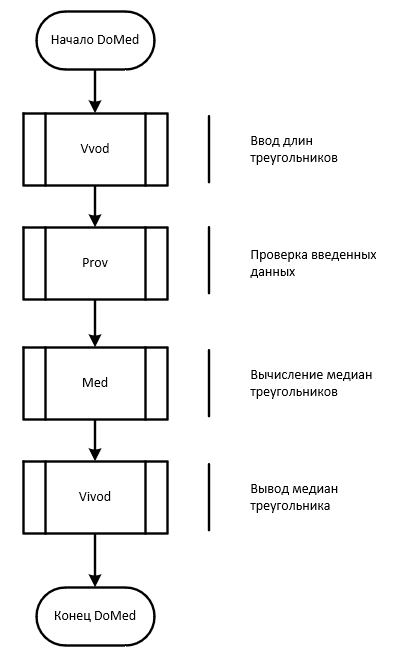 Начало DoMed
Vvod
Ввод длин
треугольников
Prov
Проверка введенных
данных
Med
Вычисление медиан
треугольников
Vivod
Вывод медиан
треугольника
Конец DoMed